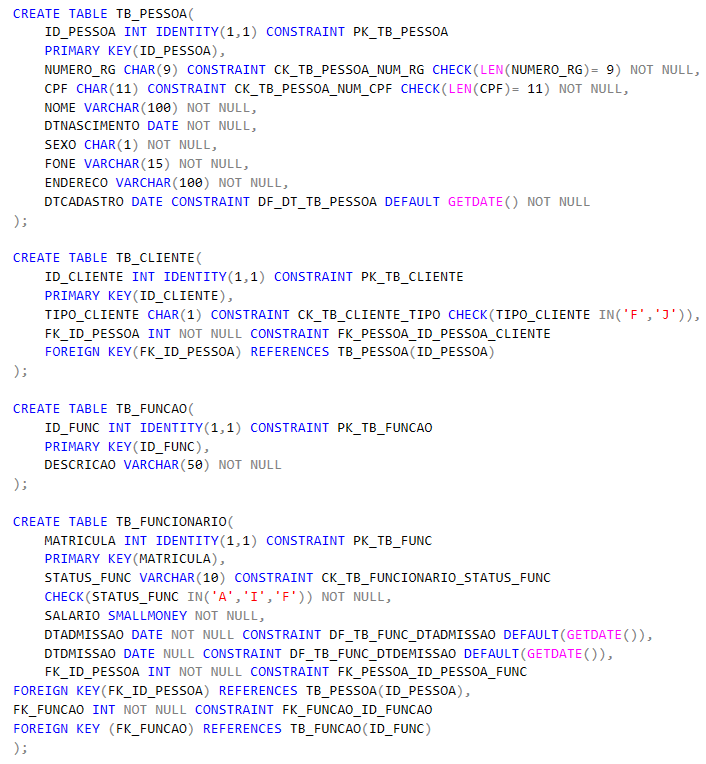 CREATE TABLE TB_PESSOA(
    ID_PESSOA INT IDENTITY(1,1) CONSTRAINT PK_TB_PESSOA
    PRIMARY KEY(ID_PESSOA),
    NUMERO_RG CHAR(9) CONSTRAINT CK_TB_PESSOA_NUM_RG CHECK(LEN(NUMERO_RG)= 9) NOT NULL,
    CPF CHAR(11) CONSTRAINT CK_TB_PESSOA_NUM_CPF CHECK(LEN(CPF)= 11) NOT NULL,
    NOME VARCHAR(100) NOT NULL,
    DTNASCIMENTO DATE NOT NULL,
    SEXO CHAR(1) NOT NULL,
    FONE VARCHAR(15) NOT NULL,
    ENDERECO VARCHAR(100) NOT NULL,
    DTCADASTRO DATE CONSTRAINT DF_DT_TB_PESSOA DEFAULT GETDATE() NOT NULL
);

CREATE TABLE TB_CLIENTE(
    ID_CLIENTE INT IDENTITY(1,1) CONSTRAINT PK_TB_CLIENTE
    PRIMARY KEY(ID_CLIENTE),
    TIPO_CLIENTE CHAR(1) CONSTRAINT CK_TB_CLIENTE_TIPO CHECK(TIPO_CLIENTE IN('F','J')),
    FK_ID_PESSOA INT NOT NULL CONSTRAINT FK_PESSOA_ID_PESSOA_CLIENTE
    FOREIGN KEY(FK_ID_PESSOA) REFERENCES TB_PESSOA(ID_PESSOA)
);

CREATE TABLE TB_FUNCAO(
    ID_FUNC INT IDENTITY(1,1) CONSTRAINT PK_TB_FUNCAO
    PRIMARY KEY(ID_FUNC),
    DESCRICAO VARCHAR(50) NOT NULL
);

CREATE TABLE TB_FUNCIONARIO(
    MATRICULA INT IDENTITY(1,1) CONSTRAINT PK_TB_FUNC
    PRIMARY KEY(MATRICULA),
    STATUS_FUNC VARCHAR(10) CONSTRAINT CK_TB_FUNCIONARIO_STATUS_FUNC
    CHECK(STATUS_FUNC IN('A','I','F')) NOT NULL,
    SALARIO SMALLMONEY NOT NULL,
    DTADMISSAO DATE NOT NULL CONSTRAINT DF_TB_FUNC_DTADMISSAO DEFAULT(GETDATE()),
    DTDMISSAO DATE NULL CONSTRAINT DF_TB_FUNC_DTDEMISSAO DEFAULT(GETDATE()),
    FK_ID_PESSOA INT NOT NULL CONSTRAINT FK_PESSOA_ID_PESSOA_FUNC
FOREIGN KEY(FK_ID_PESSOA) REFERENCES TB_PESSOA(ID_PESSOA),
FK_FUNCAO INT NOT NULL CONSTRAINT FK_FUNCAO_ID_FUNCAO
FOREIGN KEY (FK_FUNCAO) REFERENCES TB_FUNCAO(ID_FUNC)
);